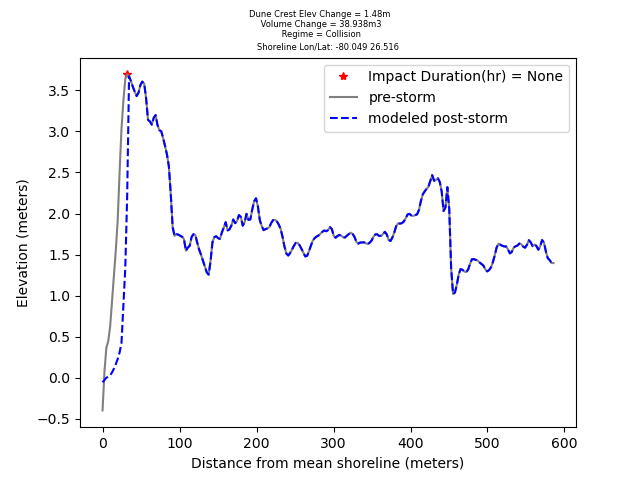 Dune Crest Elev Change = 1.48m
Volume Change = 38.938m3
Regime = Collision
Shoreline Lon/Lat: -80.049 26.516
Impact Duration(hr) = None
pre-storm
modeled post-storm
Elevation (meters)
3.5
3.0
2.5
2.0
1.5
1.0
0.5
0.0
−0.5
0 100 200 300 400 500 600
Distance from mean shoreline (meters)